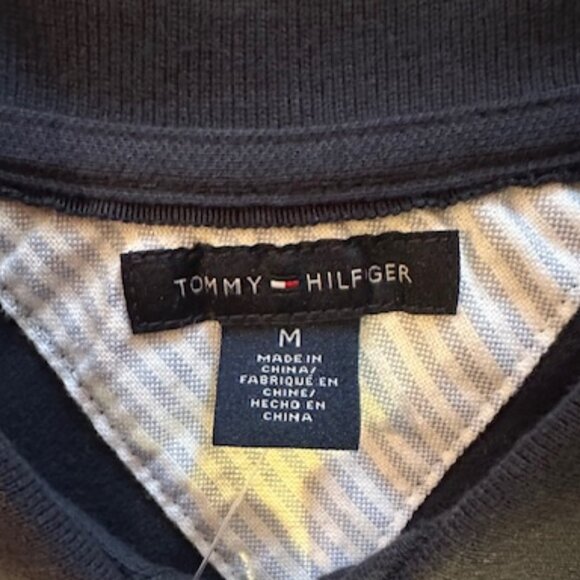 TOMMY HILFIGER
M
MADE IN
CHINA/
FABRIQUÉ EN
CHINE/
HECHO EN
CHINA